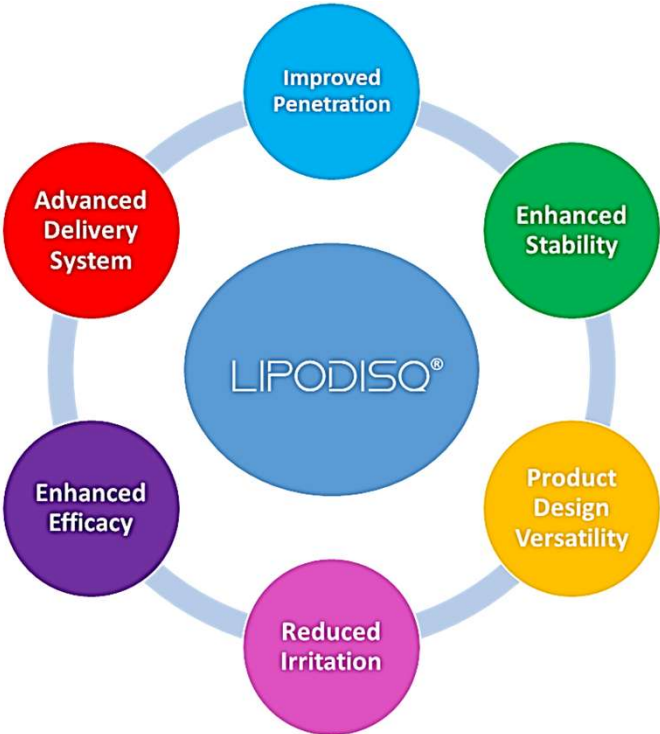 Improved
Penetration
Enhanced
Stability
Product
Design
Versatility
Reduced
Irritation
Enhanced
Efficacy
Advanced
Delivery
System
LIPODISQ®